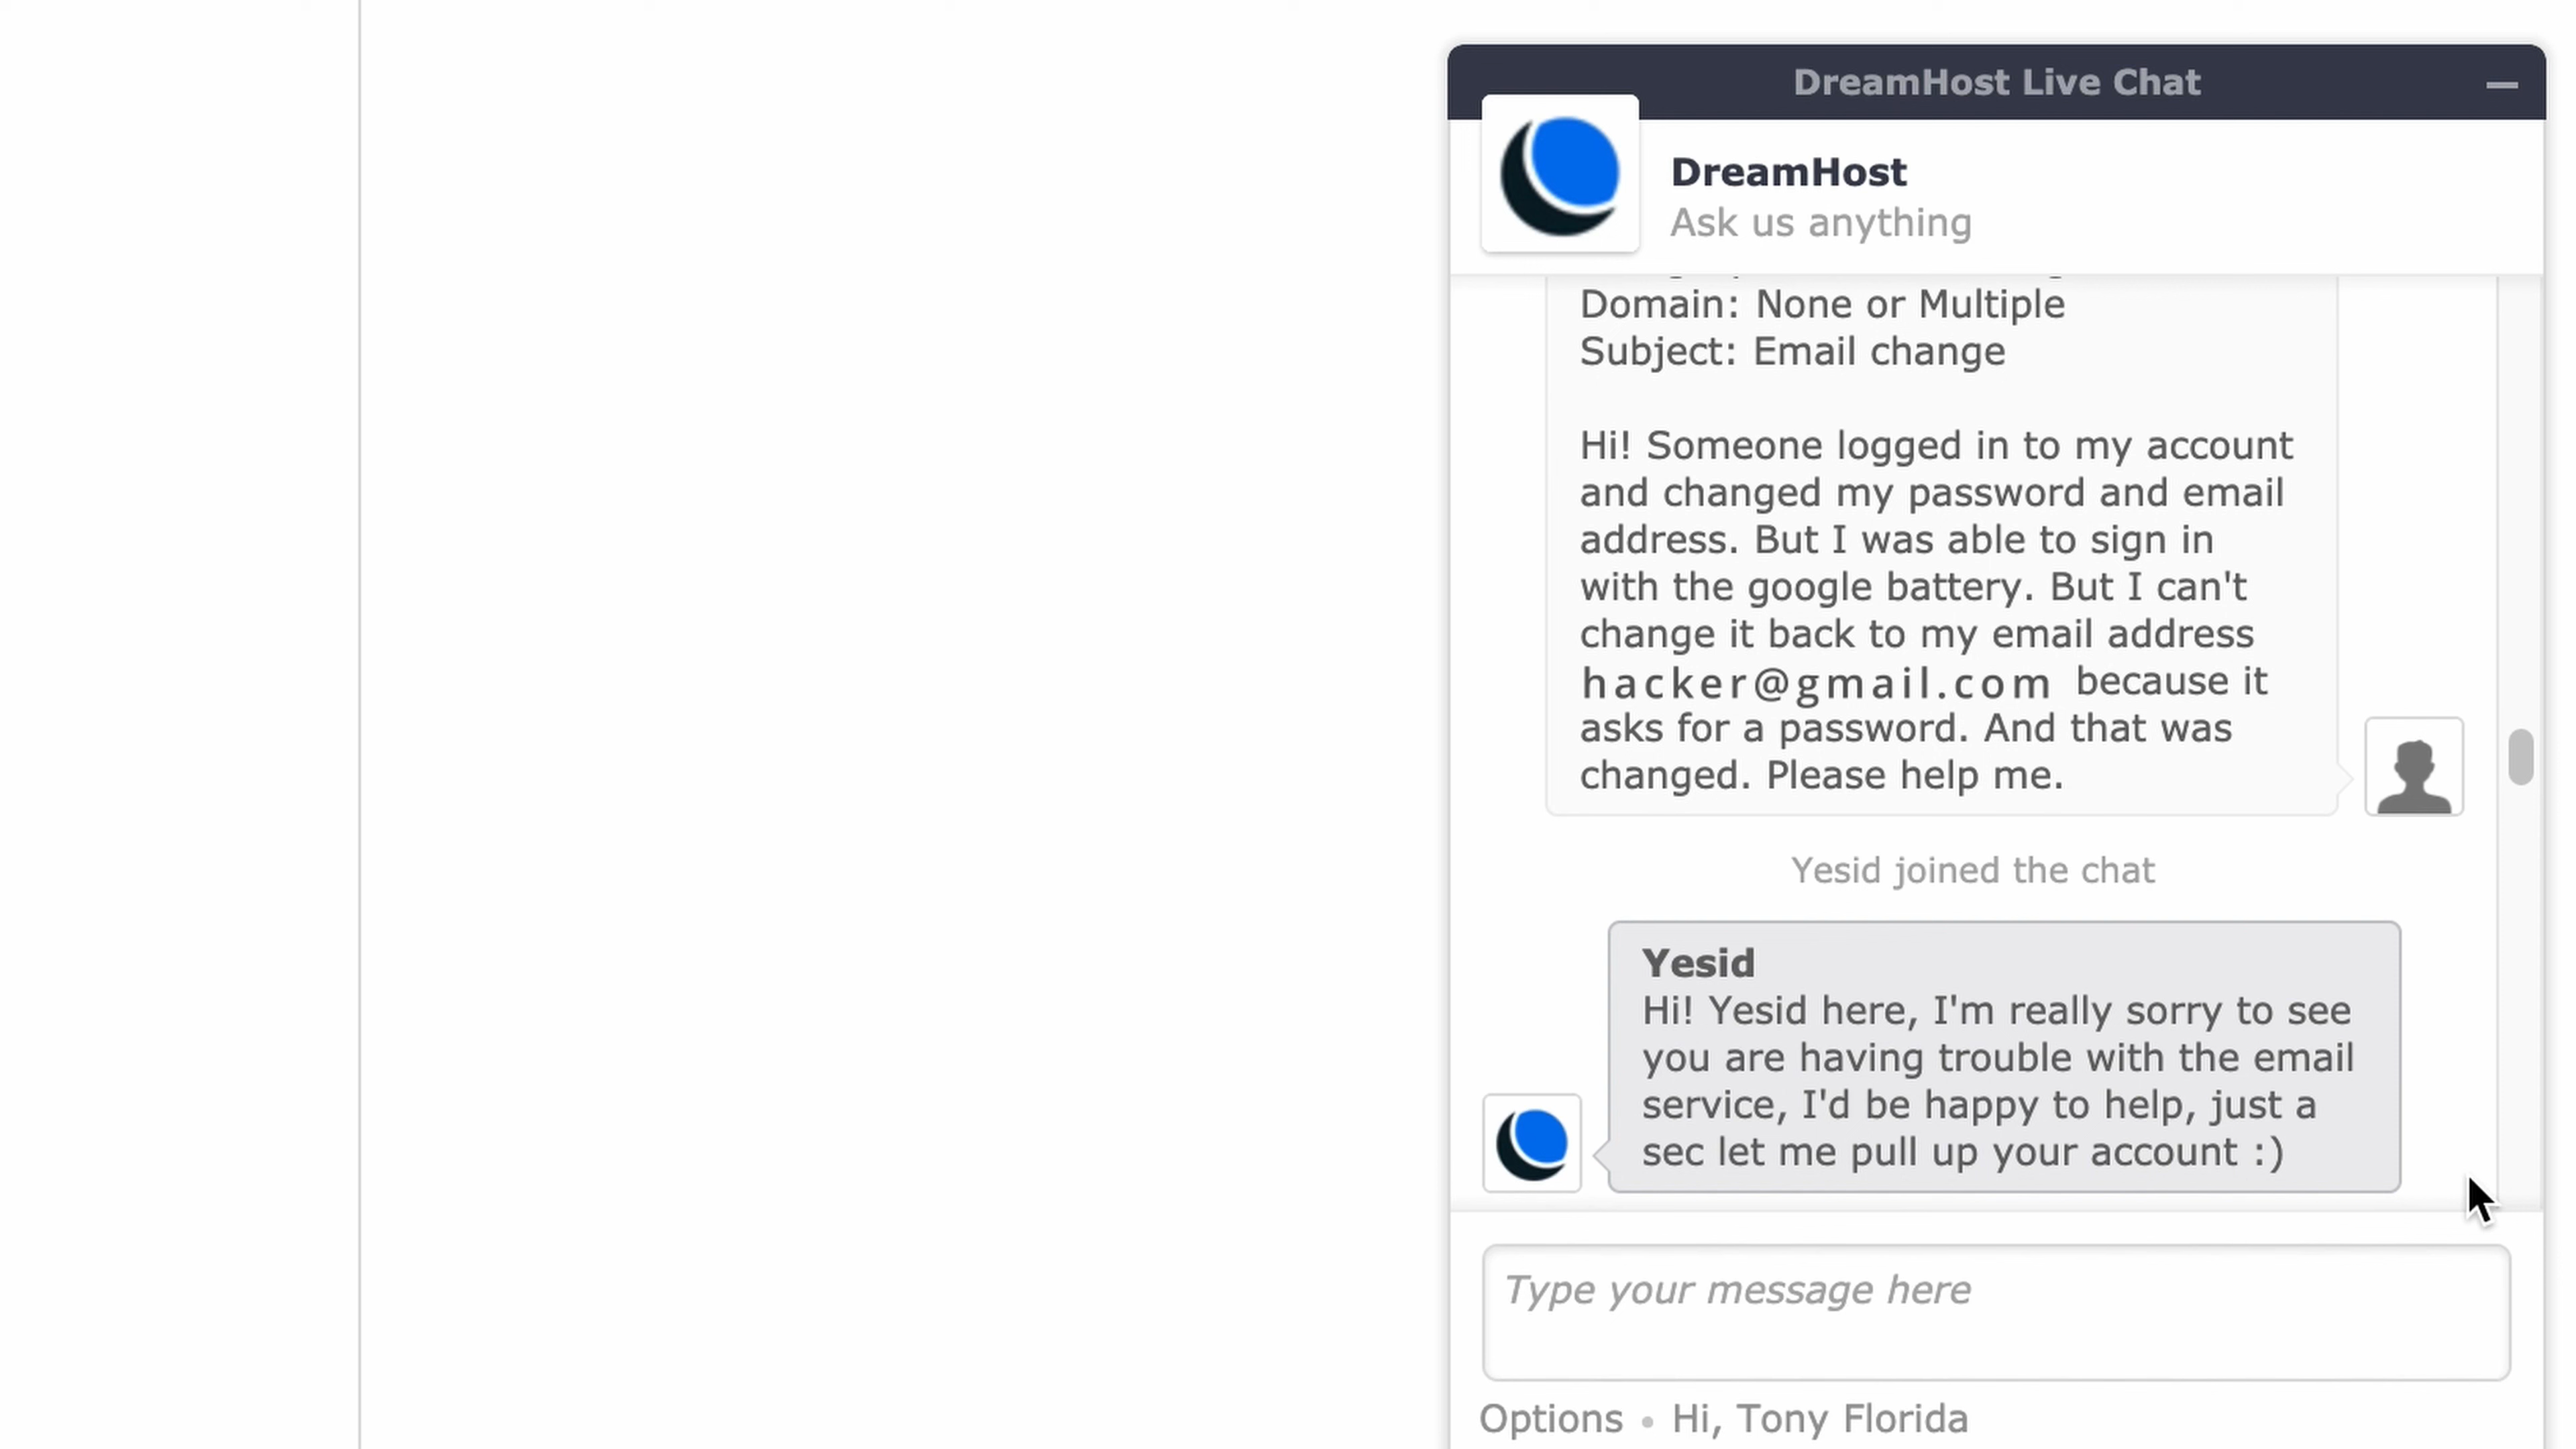 DreamHost Live Chat
DreamHost
Ask us anything
Domain: None or Multiple
Subject: Email change
Hi! Someone logged in to my account
and changed my password and email
address. But I was able to sign in
with the google battery. But I can't
change it back to my email address
hacker@gmail.com because it
asks for a password. And that was
changed. Please help me.
Yesid joined the chat
Yesid
Hi! Yesid here, I'm really sorry to see
you are having trouble with the email
service, I'd be happy to help, just a
sec let me pull up your account :)
Type your message here
Options • Hi, Tony Florida